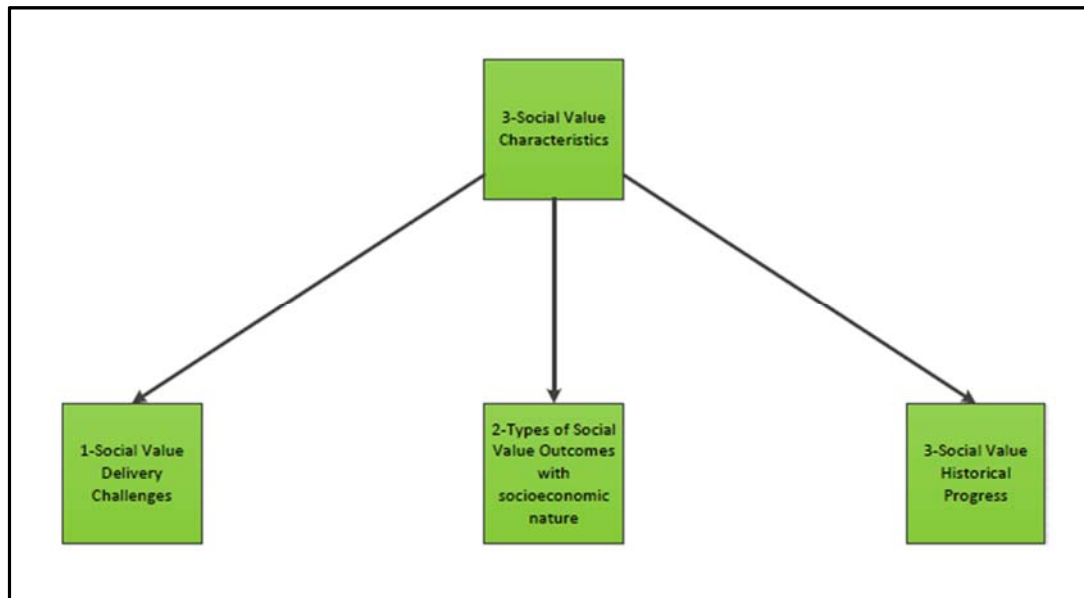 3-Social Value
Characteristics
1-Social Value
Delivery
Challenges
2-Types of Social
Value Outcomes
with
socioeconomic
nature
3-Social Value
Historical
Progress